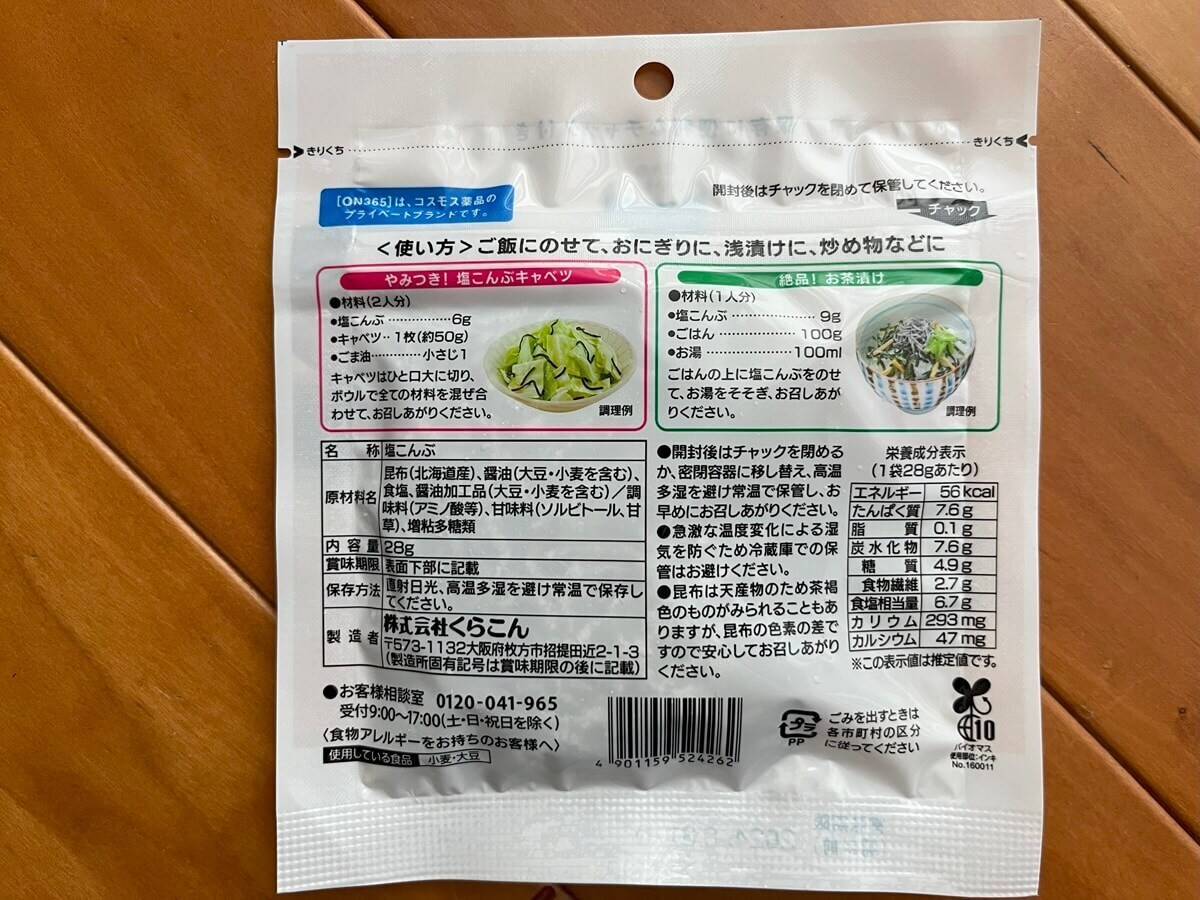 きりくち
きりくち
開封後はチャックを閉めて保管してください。
チャック
[ON365]は、コスモス薬品の
プライベートブランドです。
<使い方>ご飯にのせて、おにぎりに、浅漬けに、炒め物などに
やみつき! 塩こんぶキャベツ
●材料(2人分)
●塩こんぶ……………6g
●キャベツ‥1枚(約50g)
●ごま油…………小さじ1
キャベツはひと口大に切り、
ボウルで全ての材料を混ぜ合
わせて、お召しあがりください。
調理例
絶品! お茶漬け
●材料(1人分)
●塩こんぶ……………………9g
●ごはん………………100g
●お湯…………………100ml
ごはんの上に塩こんぶをのせ
て、お湯をそそぎ、お召しあが
りください。
調理例
名 称 塩こんぶ
原材料名 昆布(北海道産)、醤油(大豆・小麦を含む)、
食塩、醤油加工品(大豆・小麦を含む)/調
味料(アミノ酸等)、甘味料(ソルビトール、甘
草)、増粘多糖類
内容量 28g
賞味期限 表面下部に記載
保存方法 直射日光、高温多湿を避け常温で保存し
てください。
製造者 株式会社くらこん
〒573-1132大阪府枚方市招提田近2-1-3
(製造所固有記号は賞味期限の後に記載)
●お客様相談室 0120-041-965
受付9:00〜17:00(土・日・祝日を除く)
〈食物アレルギーをお持ちのお客様へ〉
使用している食品 小麦・大豆
●開封後はチャックを閉める
か、密閉容器に移し替え、高温
多湿を避け常温で保管し、お
早めにお召しあがりください。
●急激な温度変化による湿
気を防ぐため冷蔵庫での保
管はお避けください。
●昆布は天産物のため茶褐
色のものがみられることもあ
りますが、昆布の色素の差で
すので安心してお召しあがり
ください。
栄養成分表示
(1袋28gあたり)
エネルギー 56 kcal
たんぱく質 7.6 g
脂 質 0.1 g
炭水化物 7.6 g
糖 質 4.9 g
食物繊維 2.7 g
食塩相当量 6.7 g
カリウム 293 mg
カルシウム 47 mg
※この表示値は推定値です。
4 901159 524262
プラ
PP
ごみを出すときは
各市町村の区分
に従ってください
10
バイオマス
使用部位:インキ
No.160011